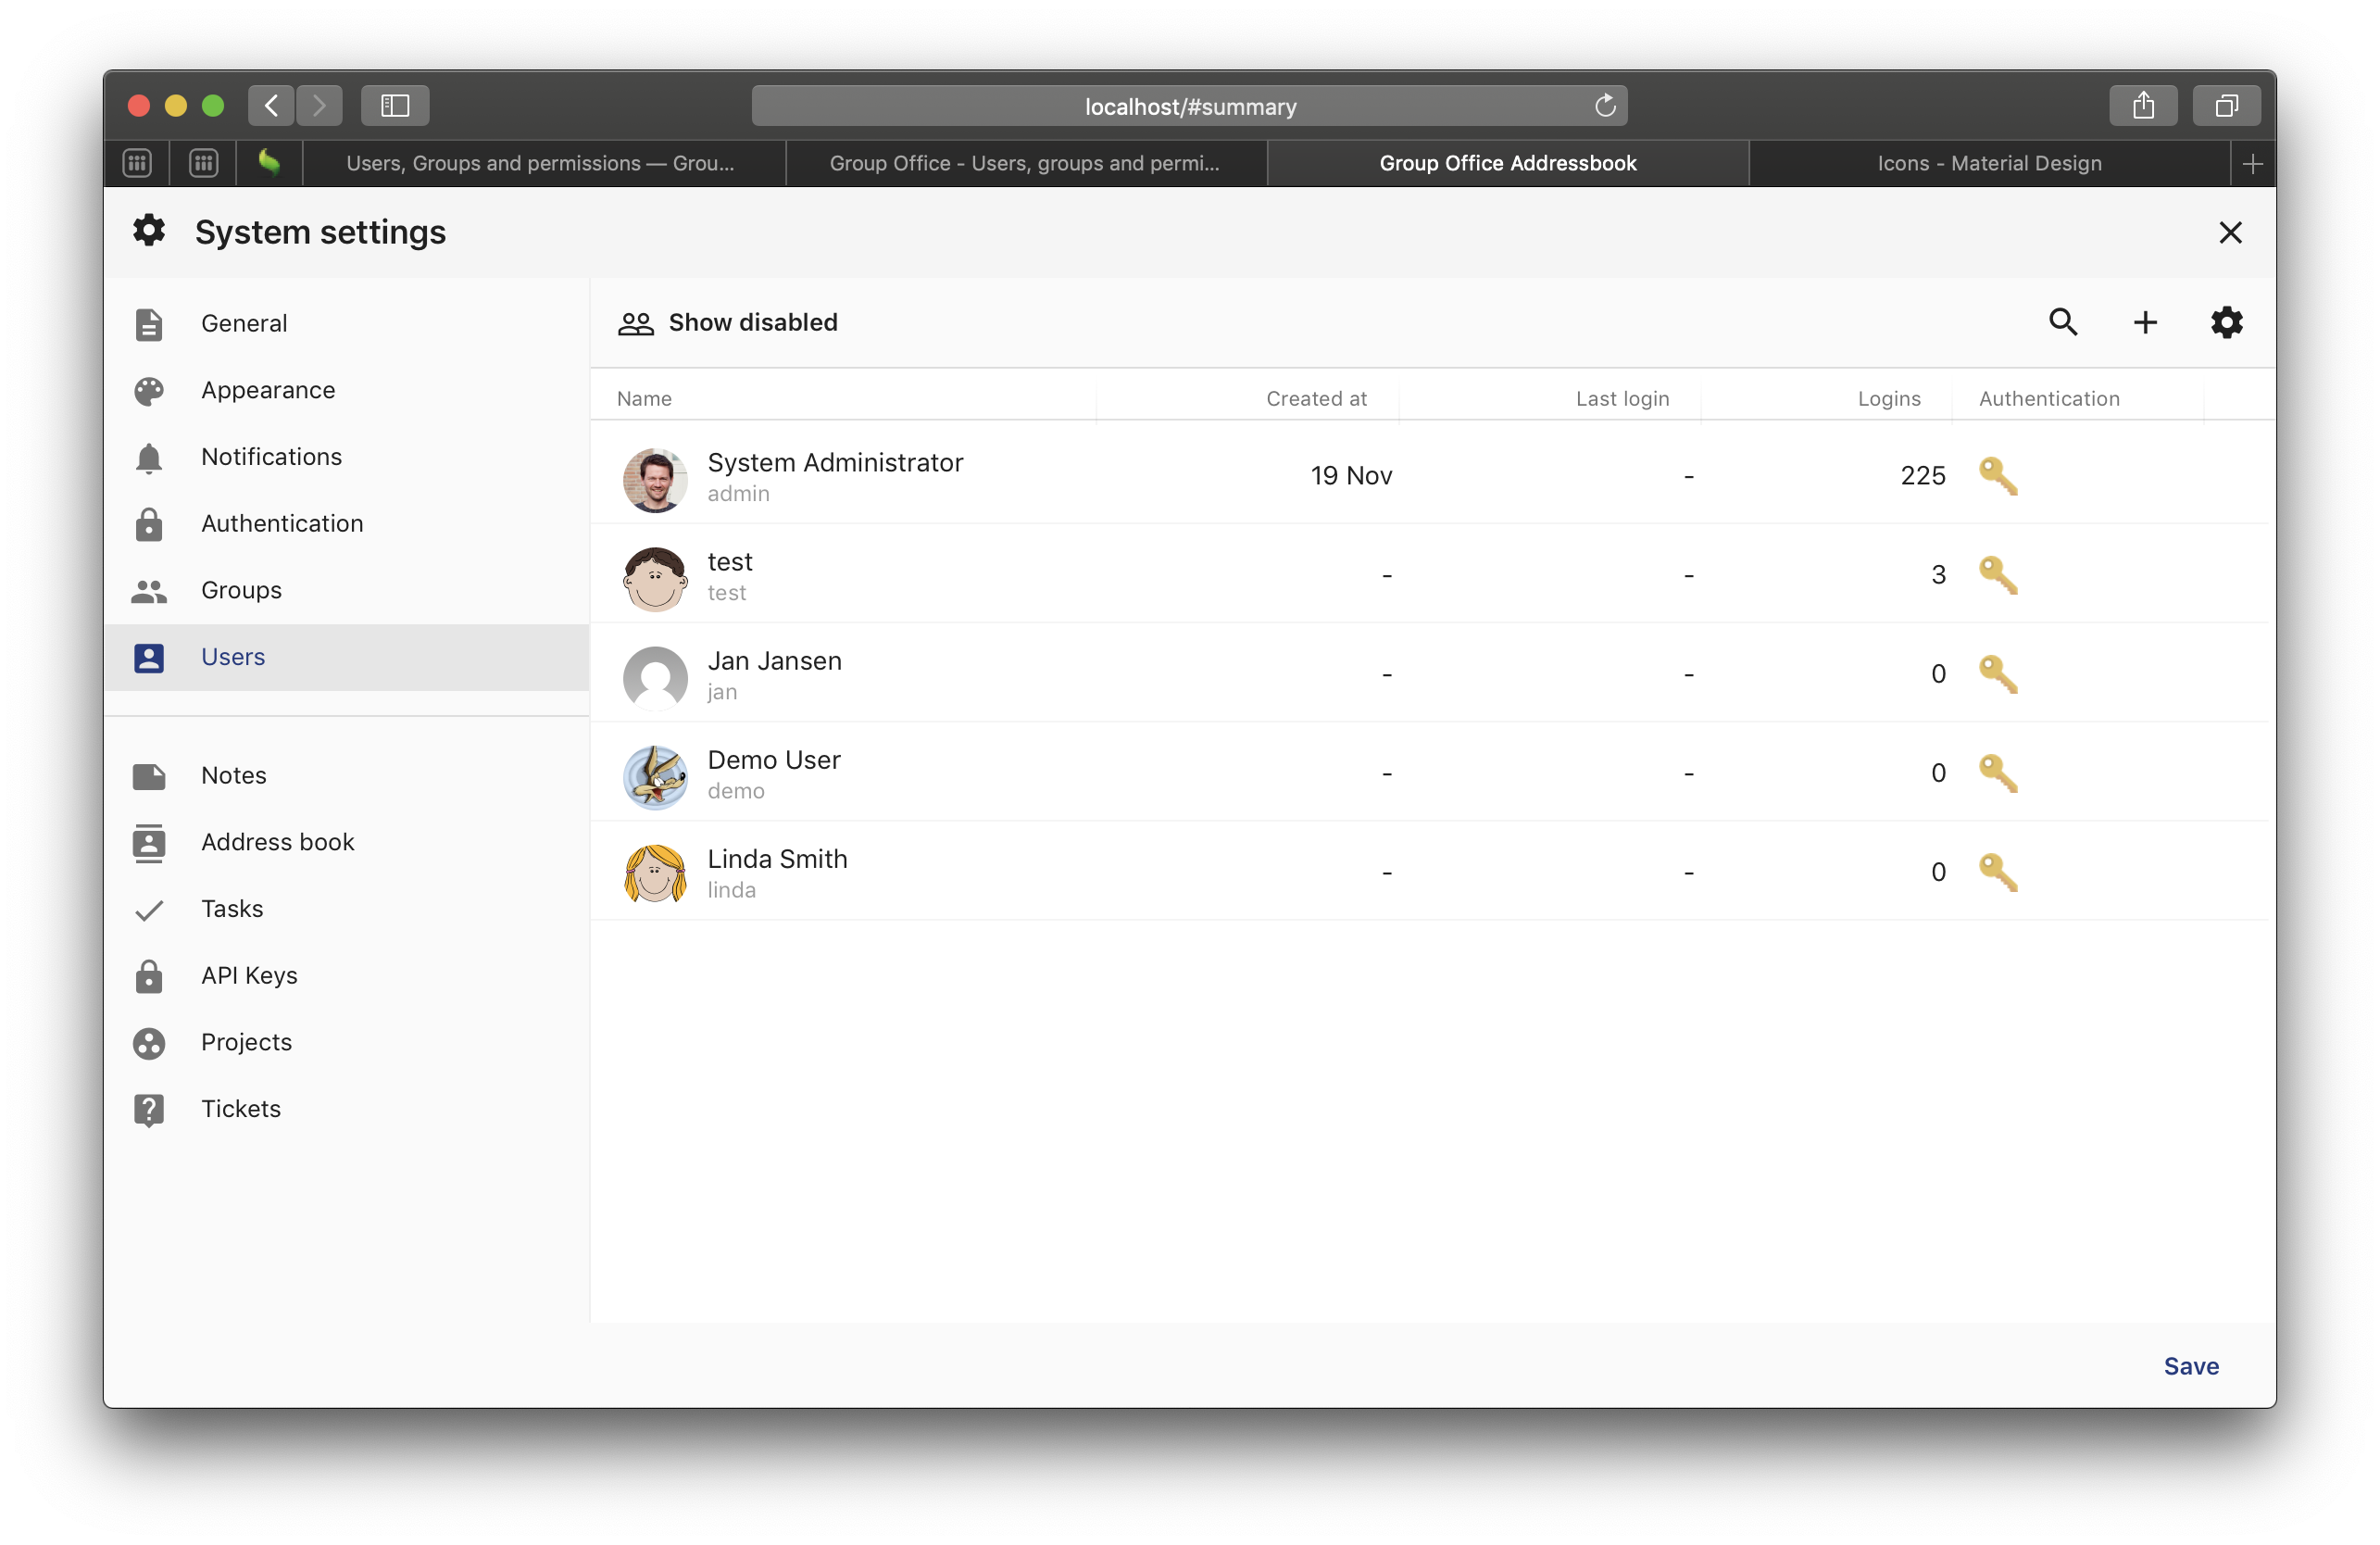 localhost/#summary
Users, Groups and permissions — Grou...
Group Office - Users, groups and permi...
Group Office Addressbook
Icons - Material Design
System settings
General
Appearance
Notifications
Authentication
Groups
Users
Notes
Address book
Tasks
API Keys
Projects
Tickets
Show disabled
Name Created at Last login Logins Authentication
System Administrator
admin
19 Nov - 225
test
test
- - 3
Jan Jansen
jan
- - 0
Demo User
demo
- - 0
Linda Smith
linda
- - 0
Save